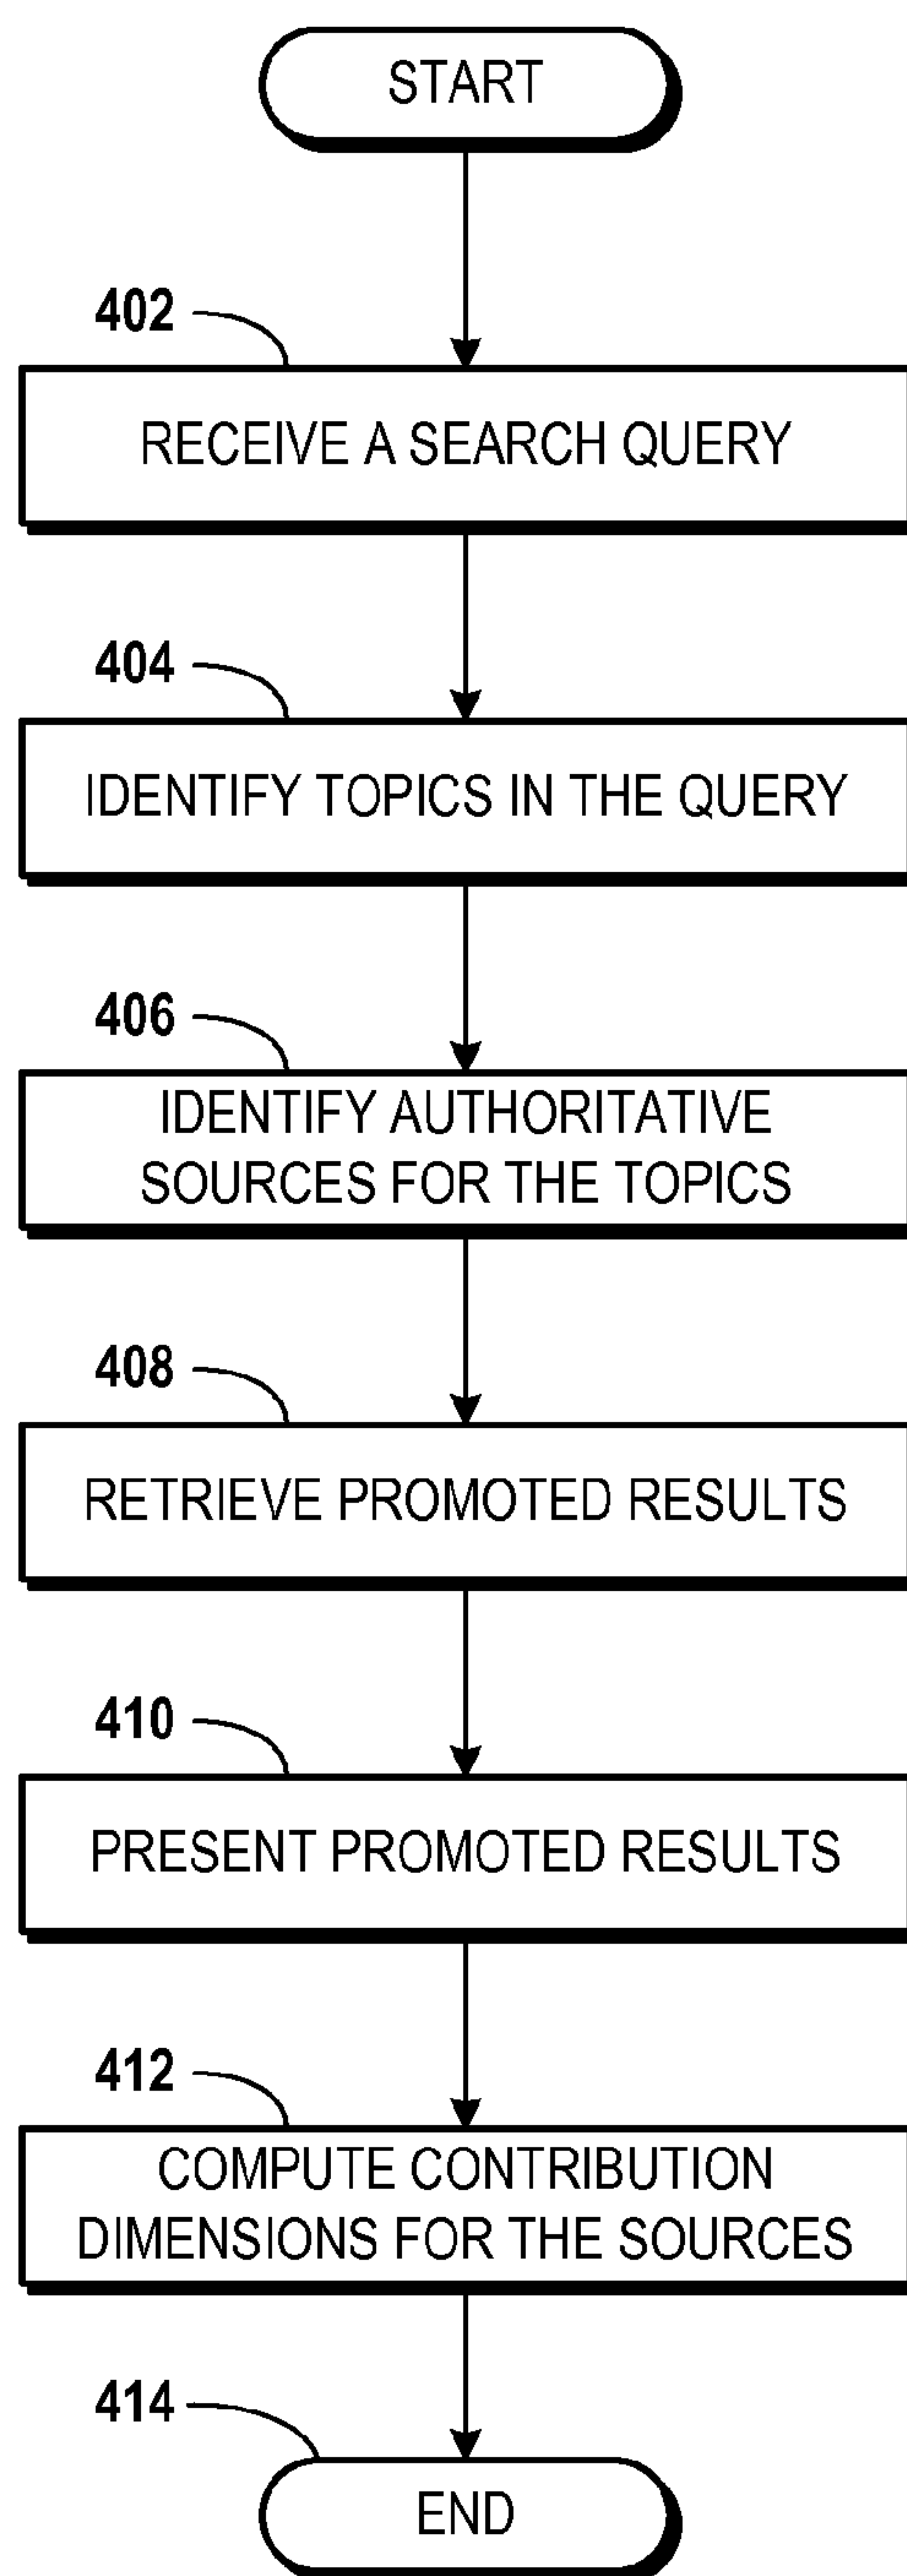 START
402
RECEIVE A SEARCH QUERY
404
IDENTIFY TOPICS IN THE QUERY
406
IDENTIFY AUTHORITATIVE
SOURCES FOR THE TOPICS
408
RETRIEVE PROMOTED RESULTS
410
PRESENT PROMOTED RESULTS
412
COMPUTE CONTRIBUTION
DIMENSIONS FOR THE SOURCES
414
END